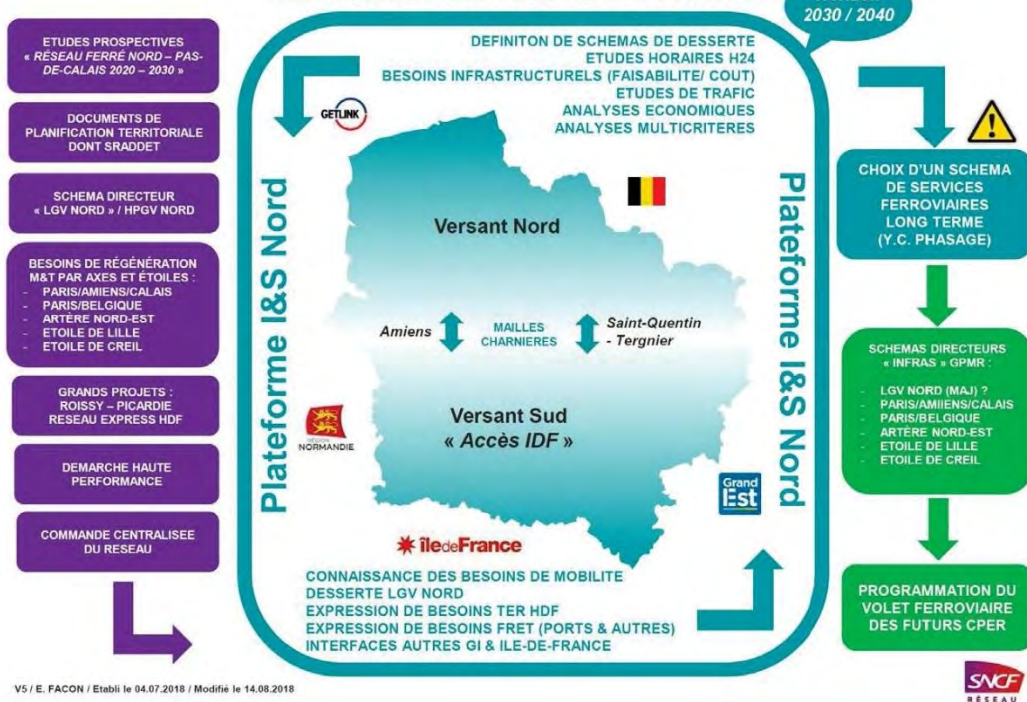 2030 / 2040
ETUDES PROSPECTIVES
« RÉSEAU FERRÉ NORD – PAS-
DE-CALAIS 2020 – 2030 »
DOCUMENTS DE
PLANIFICATION TERRITORIALE
DONT SRADDET
SCHEMA DIRECTEUR
« LGV NORD » / HPGV NORD
BESOINS DE RÉGÉNÉRATION
M&T PAR AXES ET ÉTOILES :
- PARIS/AMIENS/CALAIS
- PARIS/BELGIQUE
- ARTÈRE NORD-EST
- ETOILE DE LILLE
- ETOILE DE CREIL
GRANDS PROJETS :
ROISSY – PICARDIE
RESEAU EXPRESS HDF
DEMARCHE HAUTE
PERFORMANCE
COMMANDE CENTRALISEE
DU RESEAU
DEFINITON DE SCHEMAS DE DESSERTE
ETUDES HORAIRES H24
BESOINS INFRASTRUCTURELS (FAISABILITE/ COUT)
ETUDES DE TRAFIC
ANALYSES ECONOMIQUES
ANALYSES MULTICRITERES
GETLINK
Plateforme I&S Nord
Versant Nord
Amiens
MAILLES
CHARNIERES
Saint-Quentin
- Tergnier
Versant Sud
« Accès IDF »
RÉGION
NORMANDIE
Grand
Est
îledeFrance
Plateforme I&S Nord
CONNAISSANCE DES BESOINS DE MOBILITE
DESSERTE LGV NORD
EXPRESSION DE BESOINS TER HDF
EXPRESSION DE BESOINS FRET (PORTS & AUTRES)
INTERFACES AUTRES GI & ILE-DE-FRANCE
CHOIX D'UN SCHEMA
DE SERVICES
FERROVIAIRES
LONG TERME
(Y.C. PHASAGE)
SCHEMAS DIRECTEURS
« INFRAS » GPMR :
- LGV NORD (MAJ) ?
- PARIS/AMIIENS/CALAIS
- PARIS/BELGIQUE
- ARTÈRE NORD-EST
- ETOILE DE LILLE
- ETOILE DE CREIL
PROGRAMMATION DU
VOLET FERROVIAIRE
DES FUTURS CPER
V5 / E. FACON / Etabli le 04.07.2018 / Modifié le 14.08.2018
SNCF
RÉSEAU